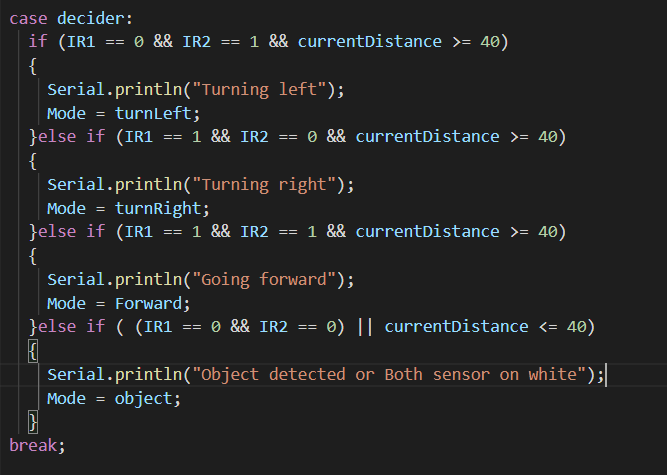 case decider:
  if (IR1 == 0 && IR2 == 1 && currentDistance >= 40)
  {
    Serial.println("Turning left");
    Mode = turnLeft;
  }else if (IR1 == 1 && IR2 == 0 && currentDistance >= 40)
  {
    Serial.println("Turning right");
    Mode = turnRight;
  }else if (IR1 == 1 && IR2 == 1 && currentDistance >= 40)
  {
    Serial.println("Going forward");
    Mode = Forward;
  }else if ( (IR1 == 0 && IR2 == 0) || currentDistance <= 40)
  {
    Serial.println("Object detected or Both sensor on white");
    Mode = object;
  }
break;